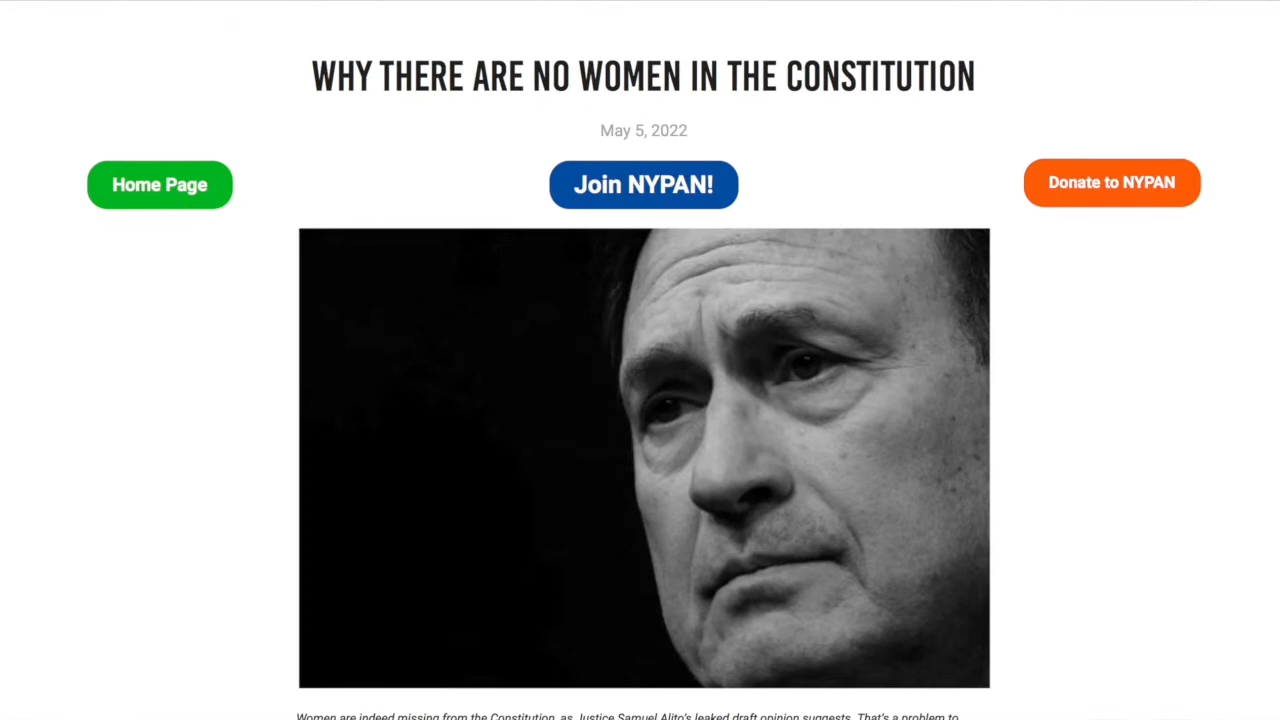 WHY THERE ARE NO WOMEN IN THE CONSTITUTION
May 5, 2022
Home Page
Join NYPAN!
Donate to NYPAN
Women are indeed missing from the Constitution, as Justice Samuel Alito's leaked draft opinion suggests. That's a problem to